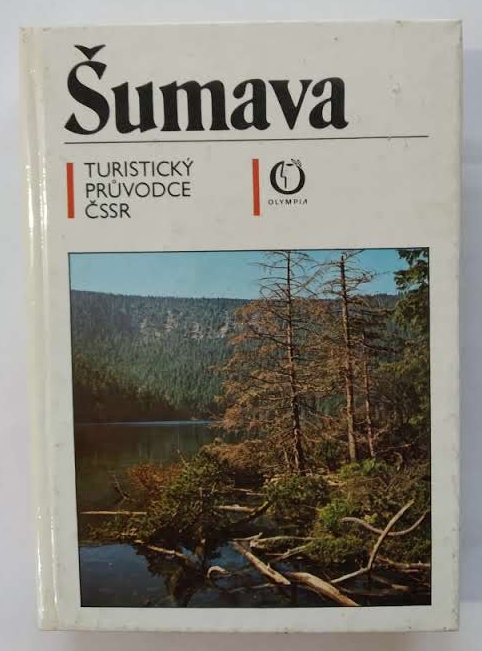 Šumava
TURISTICKÝ
PRŮVODCE
ČSSR
OLYMPIA